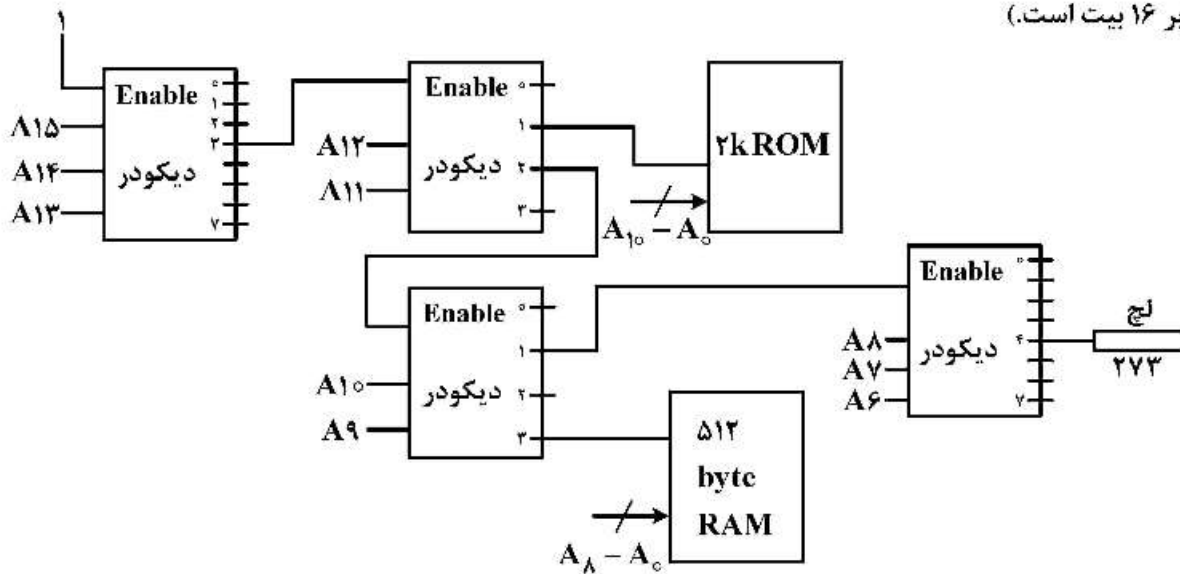 بر ۱۶ بیت است.)
۱
Enable
۰
۱
۲
۳
۷
A۱۵
A۱۴
A۱۳
دیکودر
Enable
۰
۱
۲
۳
A۱۲
A۱۱
دیکودر
۲k ROM
A۱۰ – A۰
Enable
۰
۱
۲
۳
A۱۰
A۹
دیکودر
Enable
۰
۴
۷
A۸
A۷
A۶
دیکودر
لچ
۲۷۳
۵۱۲
byte
RAM
A۸ – A۰